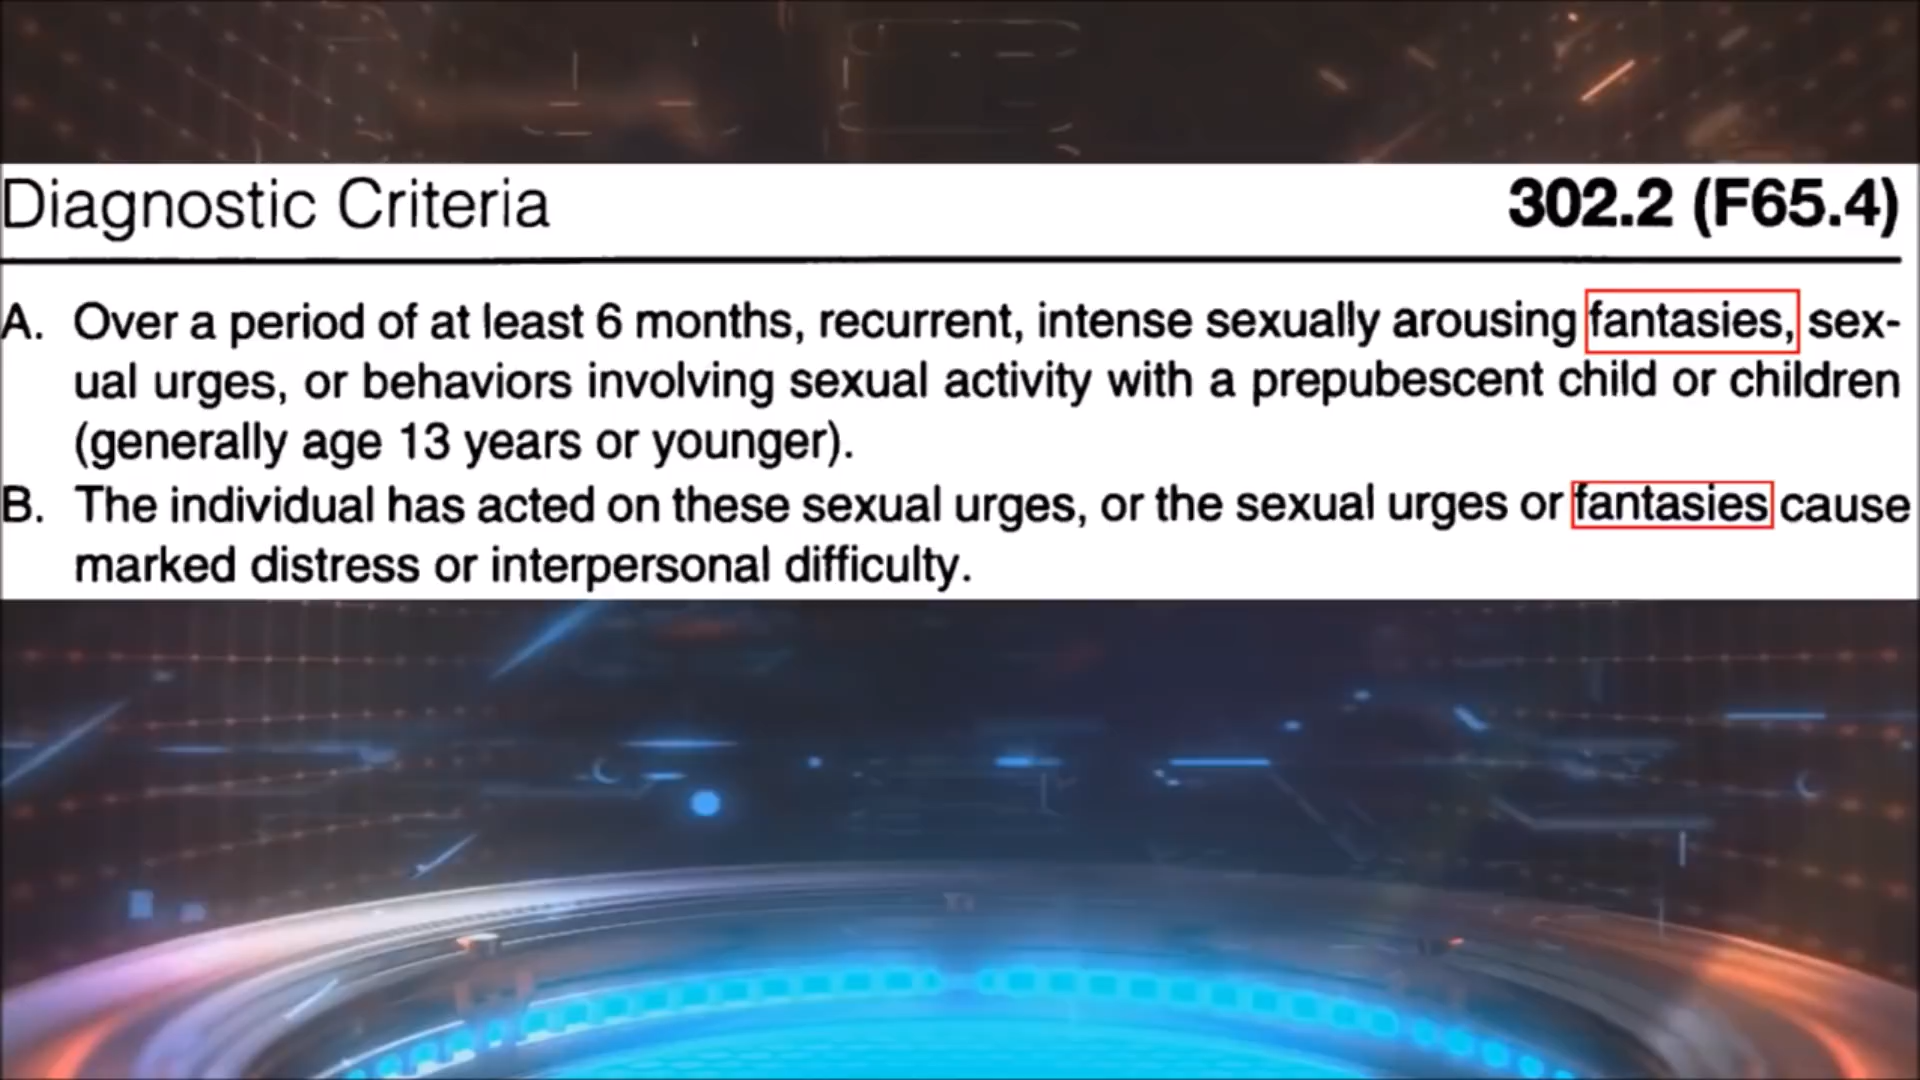 Diagnostic Criteria 302.2 (F65.4)
A. Over a period of at least 6 months, recurrent, intense sexually arousing fantasies, sex-
ual urges, or behaviors involving sexual activity with a prepubescent child or children
(generally age 13 years or younger).
B. The individual has acted on these sexual urges, or the sexual urges or fantasies cause
marked distress or interpersonal difficulty.